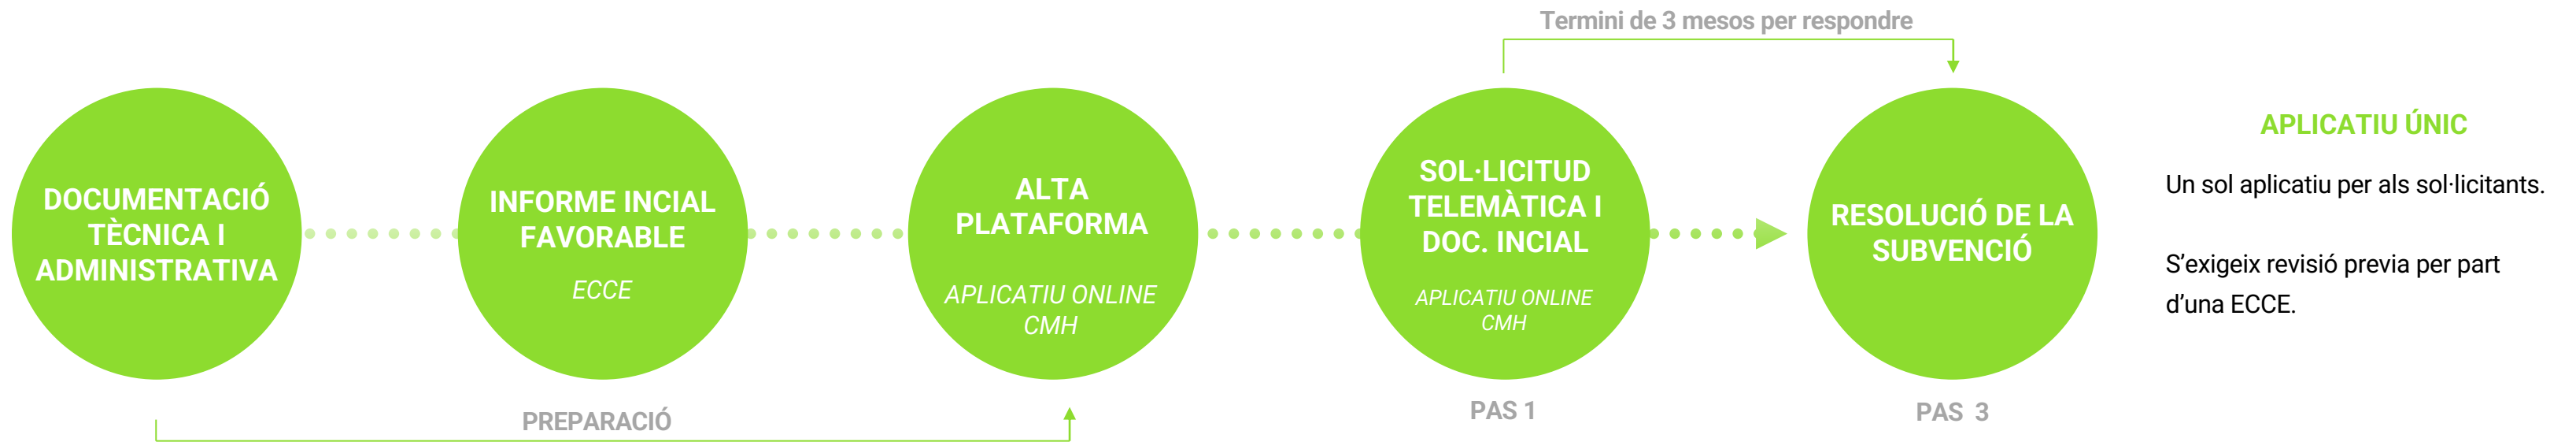 Termini de 3 mesos per respondre
DOCUMENTACIÓ
TÈCNICA I
ADMINISTRATIVA
INFORME INCIAL
FAVORABLE
ECCE
ALTA
PLATAFORMA
APLICATIU ONLINE
CMH
SOL·LICITUD
TELEMÀTICA I
DOC. INCIAL
APLICATIU ONLINE
CMH
RESOLUCIÓ DE LA
SUBVENCIÓ
APLICATIU ÚNIC
Un sol aplicatiu per als sol·licitants.
S’exigeix revisió previa per part
d’una ECCE.
PREPARACIÓ
PAS 1
PAS 3